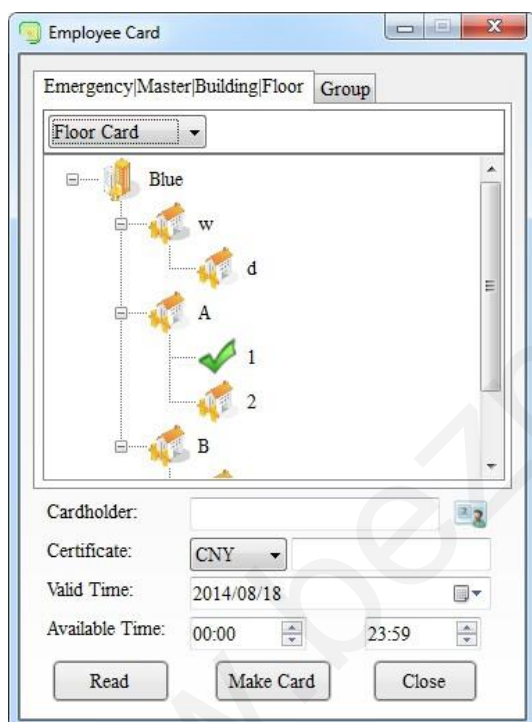 Employee Card
Emergency|Master|Building|Floor Group
Floor Card
Blue
w
d
A
1
2
B
Cardholder:
Certificate: CNY
Valid Time: 2014/08/18
Available Time: 00:00 23:59
Read Make Card Close